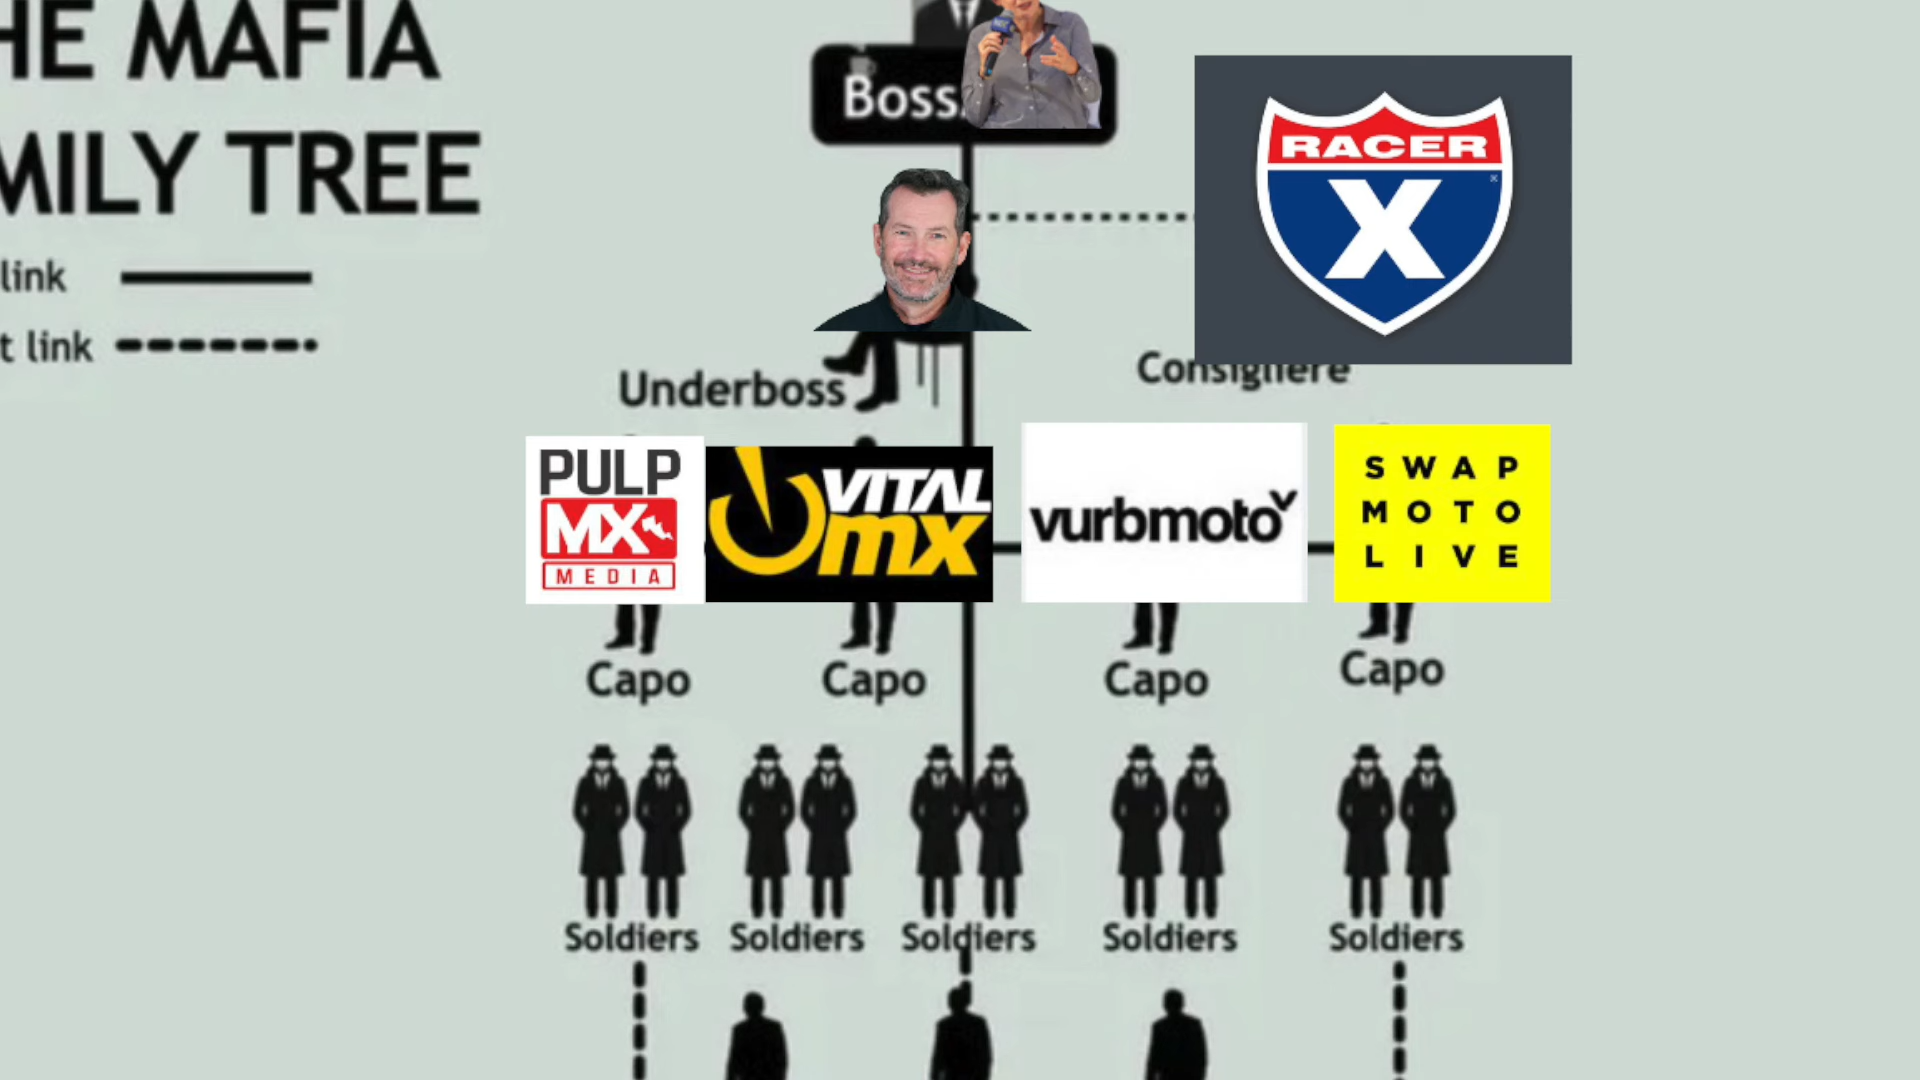 HE MAFIA
MILY TREE
link
t link
Boss
RACER
X
Underboss
Consigliere
PULP
MX
MEDIA
VITAL
mx
vurbmoto
SWAP
MOTO
LIVE
Capo
Capo
Capo
Capo
Soldiers
Soldiers
Soldiers
Soldiers
Soldiers